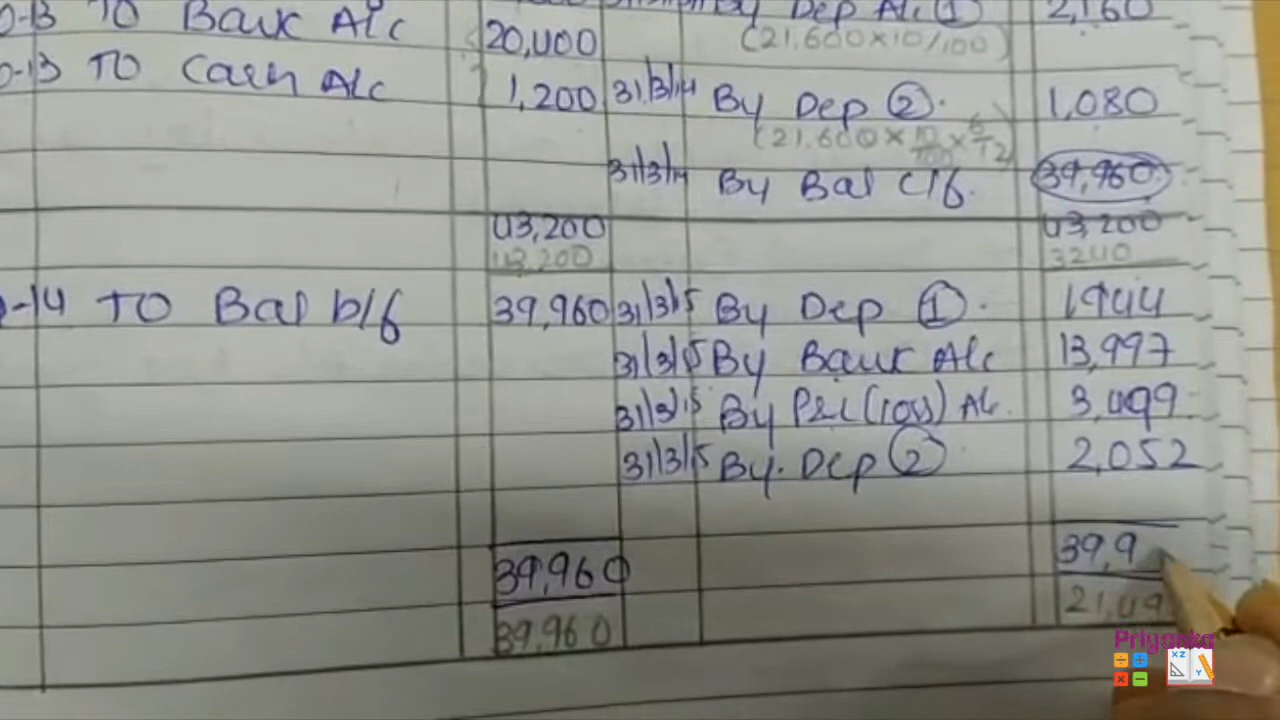 0-13 TO Bank A/c 20,000 By Dep A/c (1) 2,160
(21,600×10/100)
0-13 TO Cash A/c 1,200 31/3/14 By Dep (2). 1,080
(21,600×10/100×6/12)
31/3/14 By Bal C/f. 39,960
43,200 43,200
43,200 3240
-14 TO Bal b/f 39,960 31/3/15 By Dep (1). 1944
31/3/15 By Bank A/c 13,997
31/3/15 By P&L (loss) A/c. 3,499
31/3/15 By. Dep (2) 2,052
39,960 39,9
39,960 21,49
Priyanka